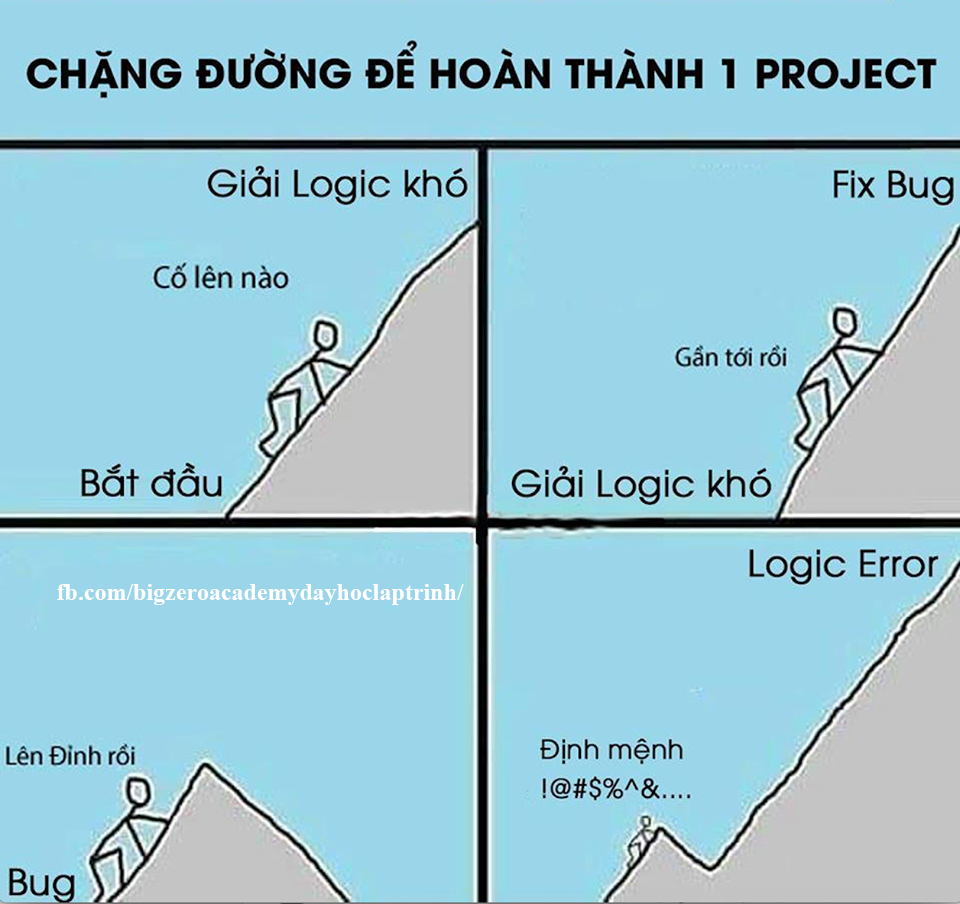 CHẶNG ĐƯỜNG ĐỂ HOÀN THÀNH 1 PROJECT
Giải Logic khó
Cố lên nào
Bắt đầu
Fix Bug
Gần tới rồi
Giải Logic khó
fb.com/bigzeroacademydayhoclaptrinh/
Lên Đỉnh rồi
Bug
Logic Error
Định mệnh
!@#$%^&....